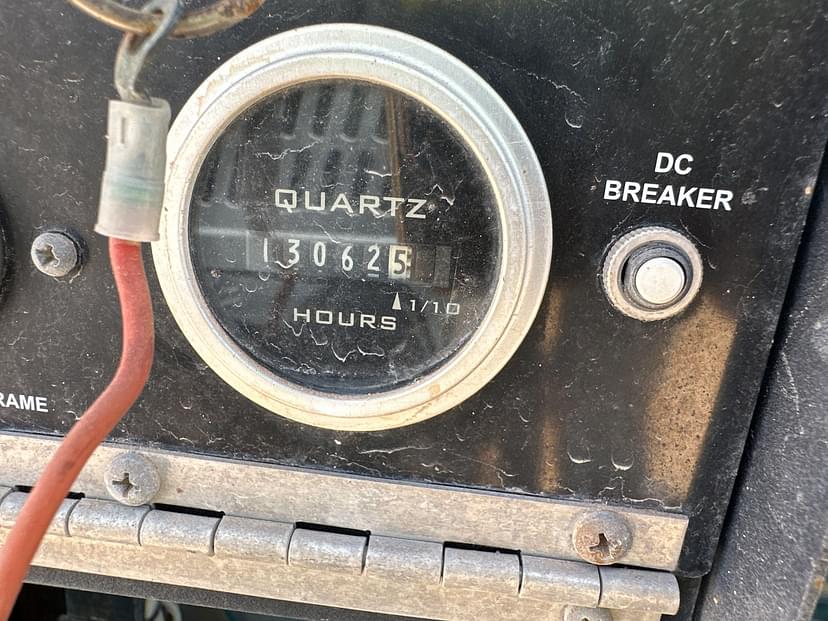 QUARTZ
130625
1/10
HOURS
DC
BREAKER
RAME